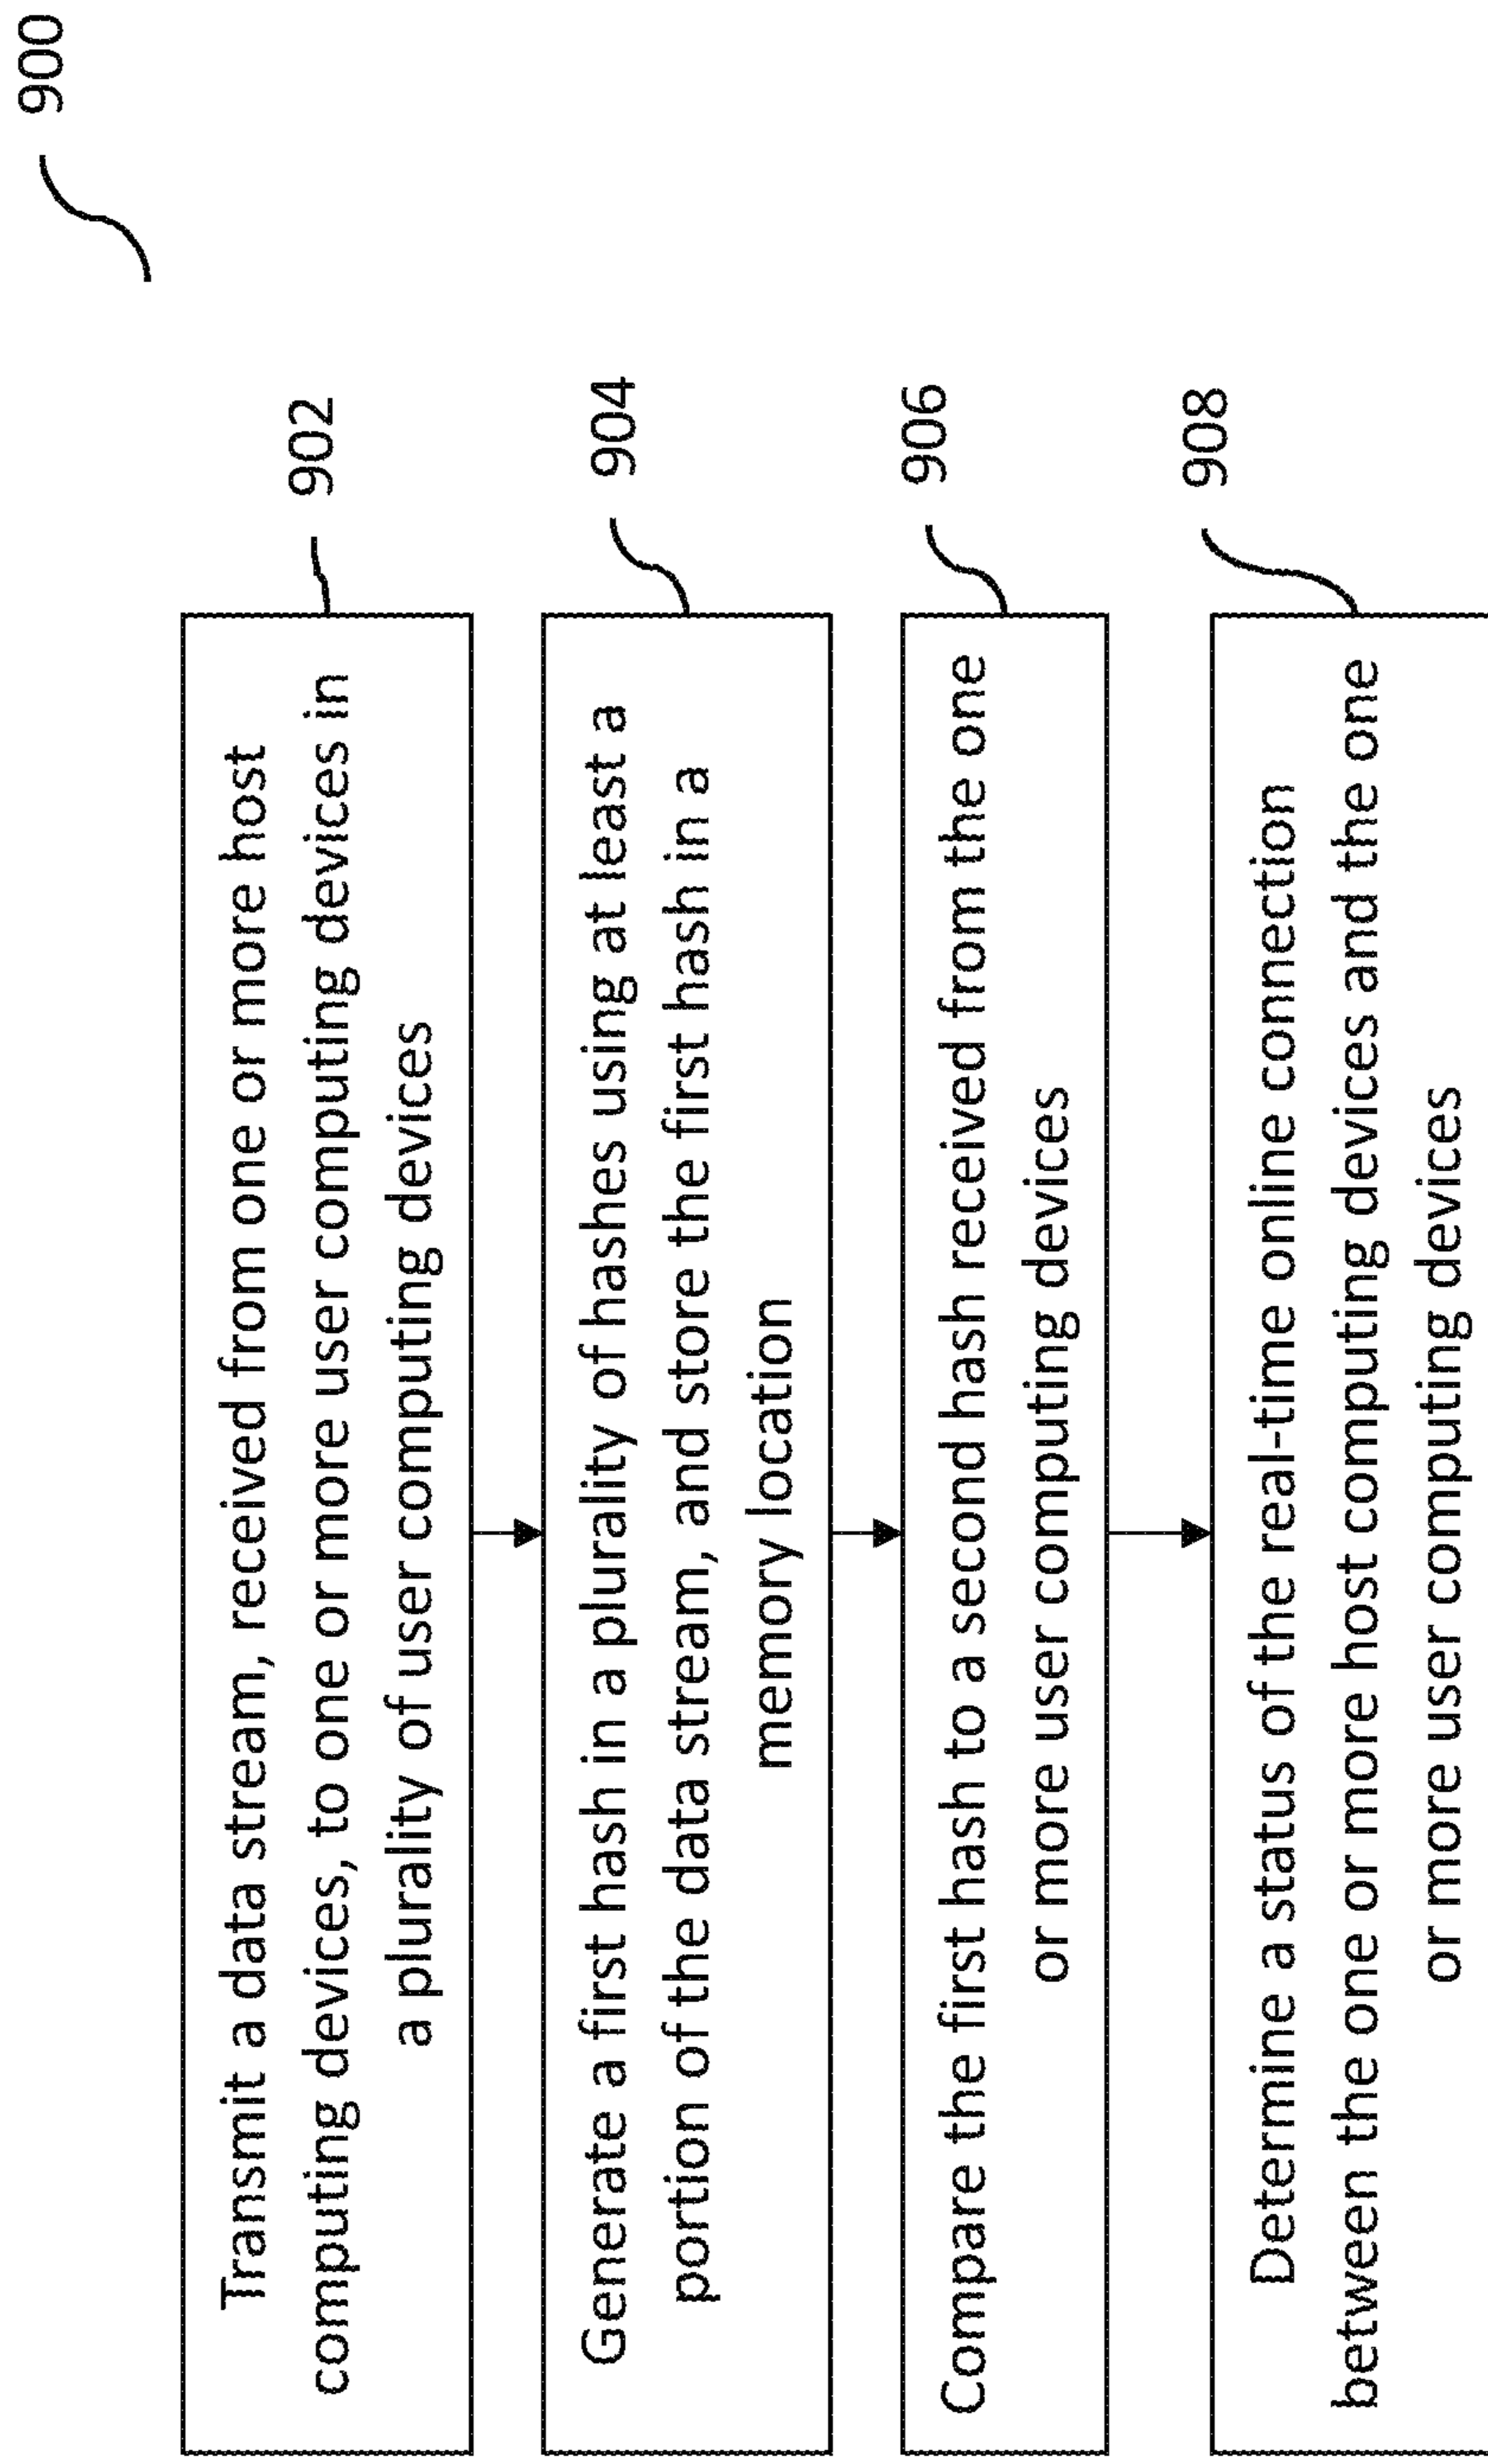 900
Transmit a data stream, received from one or more host
computing devices, to one or more user computing devices in
a plurality of user computing devices
902
Generate a first hash in a plurality of hashes using at least a
portion of the data stream, and store the first hash in a
memory location
904
Compare the first hash to a second hash received from the one
or more user computing devices
906
Determine a status of the real-time online connection
between the one or more host computing devices and the one
or more user computing devices
908